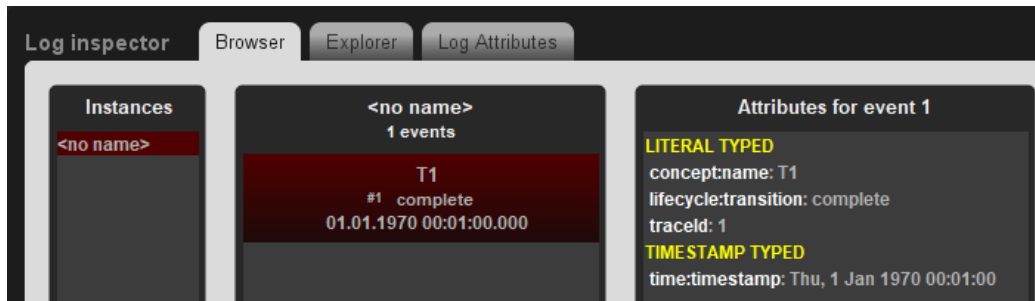 Log inspector Browser Explorer Log Attributes
Instances
<no name>
<no name>
1 events
T1
#1 complete
01.01.1970 00:01:00.000
Attributes for event 1
LITERAL TYPED
concept:name: T1
lifecycle:transition: complete
traceId: 1
TIMESTAMP TYPED
time:timestamp: Thu, 1 Jan 1970 00:01:00